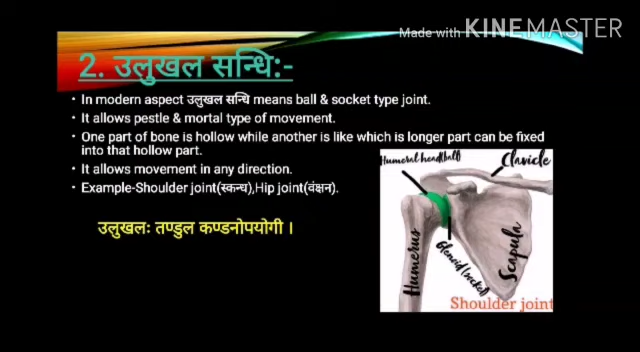 Made with KINEMASTER
2. उलुखल सन्धि:-
• In modern aspect उलुखल सन्धि means ball & socket type joint.
• It allows pestle & mortal type of movement.
• One part of bone is hollow while another is like which is longer part can be fixed
into that hollow part.
• It allows movement in any direction.
• Example-Shoulder joint(स्कन्ध),Hip joint(वंक्षन).
उलुखलः तण्डुल कण्डनोपयोगी ।
Humeral head(ball)
Clavicle
Humerus
Glenoid(socket)
Scapula
Shoulder joint